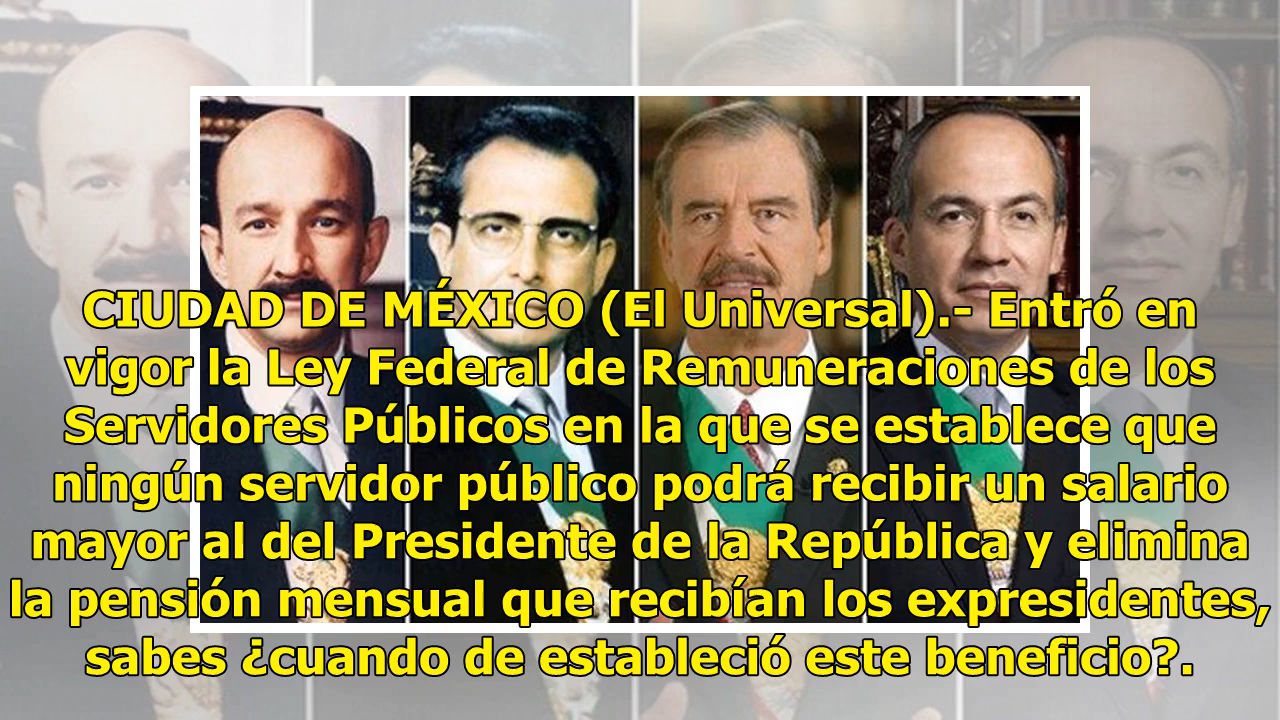 CIUDAD DE MÉXICO (El Universal).- Entró en
vigor la Ley Federal de Remuneraciones de los
Servidores Públicos en la que se establece que
ningún servidor público podrá recibir un salario
mayor al del Presidente de la República y elimina
la pensión mensual que recibían los expresidentes,
sabes ¿cuando de estableció este beneficio?.